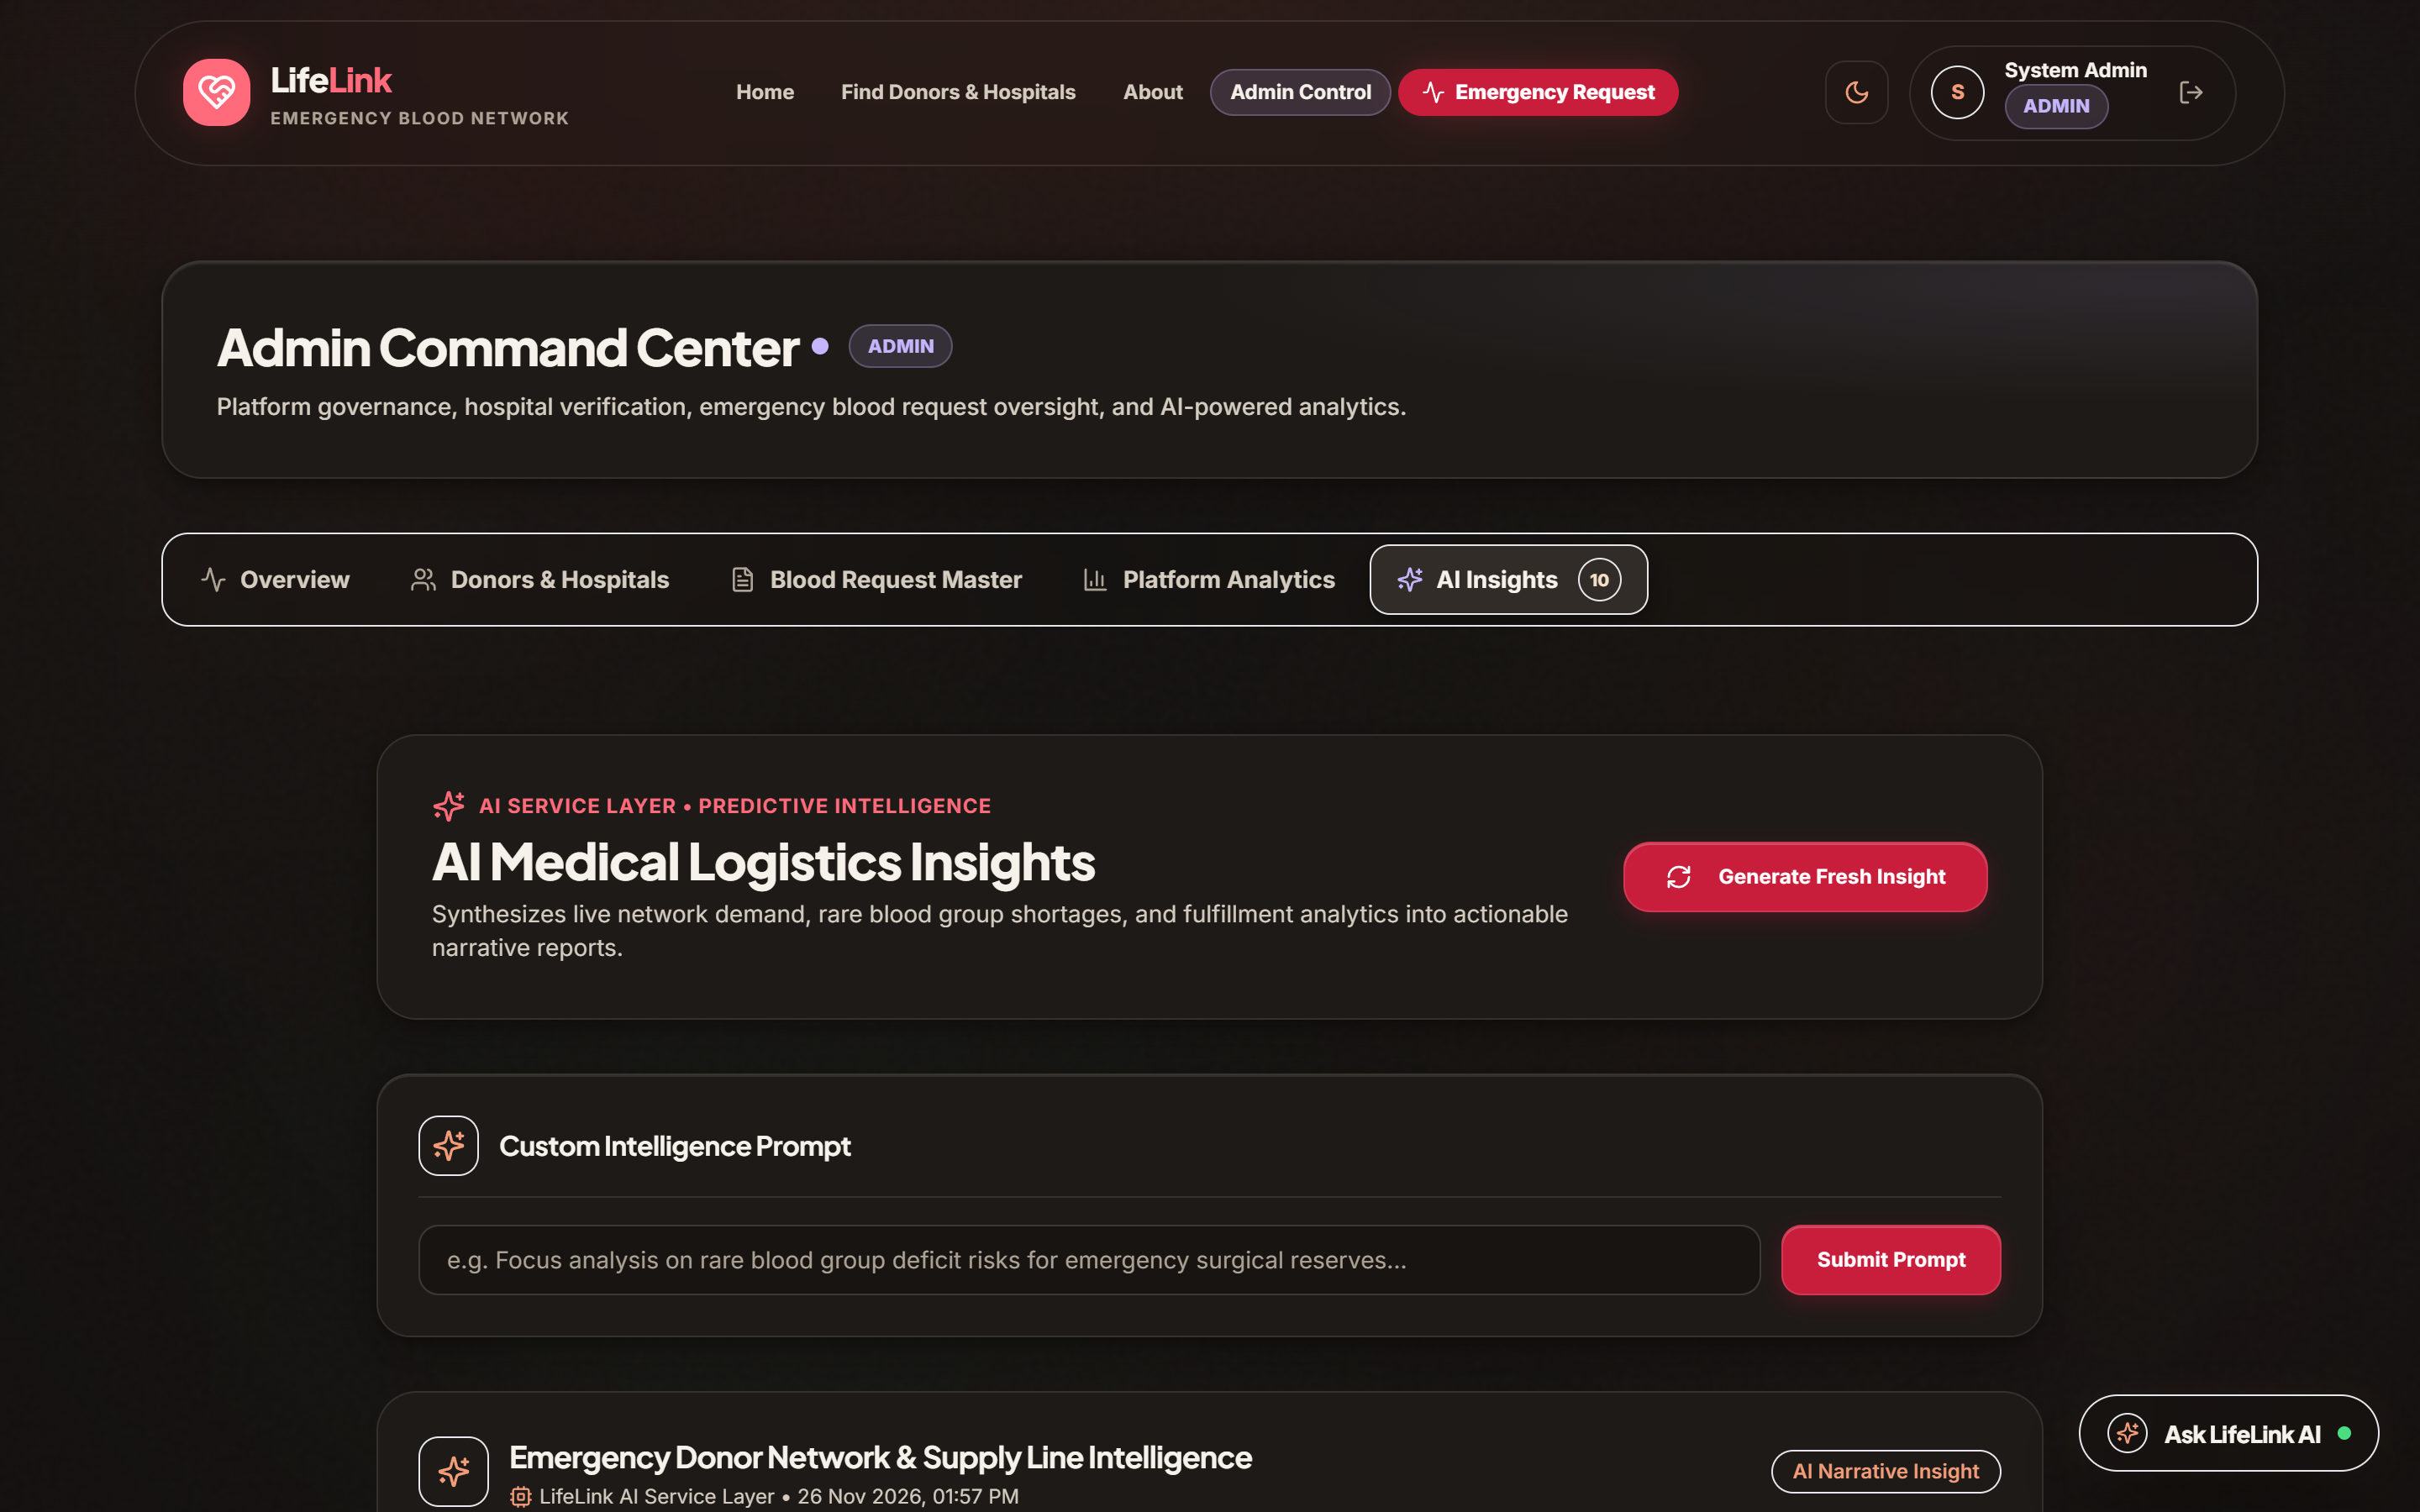 LifeLink
EMERGENCY BLOOD NETWORK
Home
Find Donors & Hospitals
About
Admin Control
Emergency Request
S
System Admin
ADMIN
Admin Command Center
ADMIN
Platform governance, hospital verification, emergency blood request oversight, and AI-powered analytics.
Overview
Donors & Hospitals
Blood Request Master
Platform Analytics
AI Insights
10
AI SERVICE LAYER • PREDICTIVE INTELLIGENCE
AI Medical Logistics Insights
Synthesizes live network demand, rare blood group shortages, and fulfillment analytics into actionable
narrative reports.
Generate Fresh Insight
Custom Intelligence Prompt
e.g. Focus analysis on rare blood group deficit risks for emergency surgical reserves...
Submit Prompt
Emergency Donor Network & Supply Line Intelligence
LifeLink AI Service Layer • 26 Nov 2026, 01:57 PM
AI Narrative Insight
Ask LifeLink AI